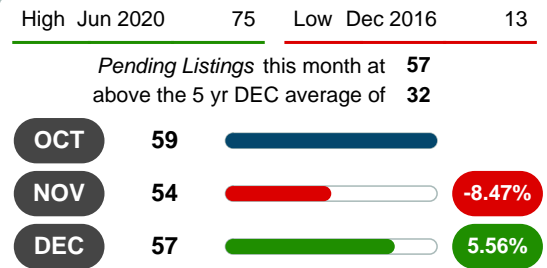 High Jun 2020 75 Low Dec 2016 13
Pending Listings this month at 57
above the 5 yr DEC average of 32
OCT 59
NOV 54 -8.47%
DEC 57 5.56%